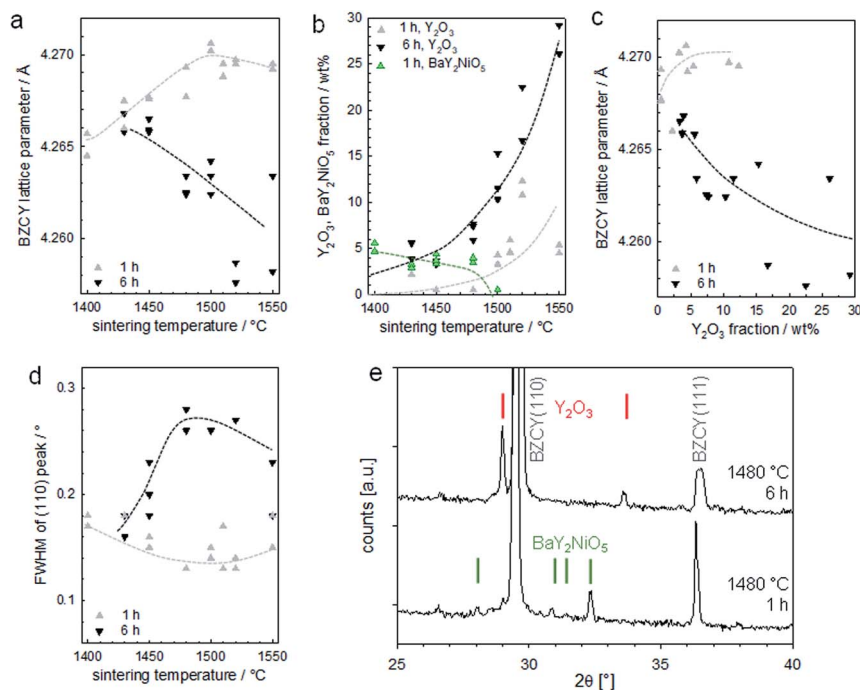 a
BZCY lattice parameter / Å
4.270
4.265
4.260
1 h
6 h
1400
1450
1500
1550
sintering temperature / °C
b
Y₂O₃, BaY₂NiO₅ fraction / wt%
30
25
20
15
10
5
0
1 h, Y₂O₃
6 h, Y₂O₃
1 h, BaY₂NiO₅
1400
1450
1500
1550
sintering temperature / °C
c
BZCY lattice parameter / Å
4.270
4.265
4.260
1 h
6 h
0
5
10
15
20
25
30
Y₂O₃ fraction / wt%
d
FWHM of (110) peak / °
0.3
0.2
0.1
1 h
6 h
1400
1450
1500
1550
sintering temperature / °C
e
counts [a.u.]
Y₂O₃
BZCY(110)
BZCY(111)
1480 °C
6 h
BaY₂NiO₅
1480 °C
1 h
25
30
35
40
2θ [°]